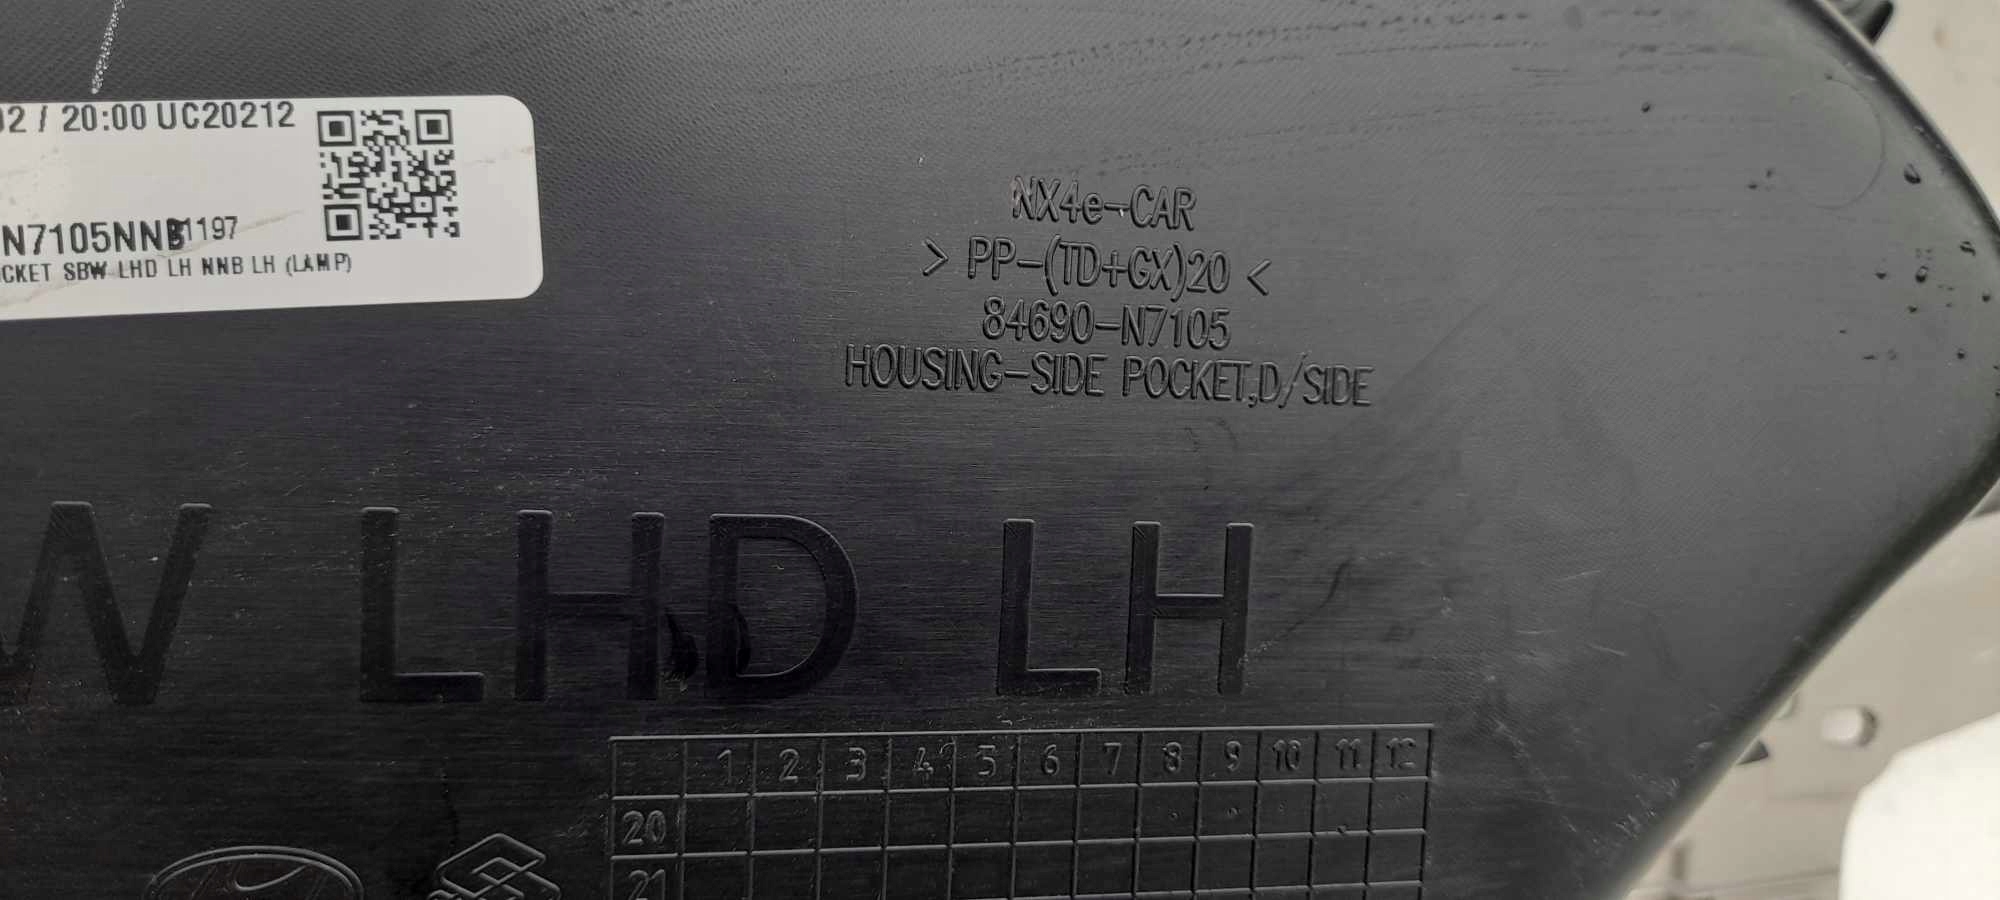 02 / 20:00 UC20212
N7105NNB1197
CKET SBW LHD LH NNB LH (LAMP)
NX4e-CAR
> PP-(TD+GX)20 <
84690-N7105
HOUSING-SIDE POCKET,D/SIDE
W LHD LH
1 2 3 4 5 6 7 8 9 10 11 12
20
21